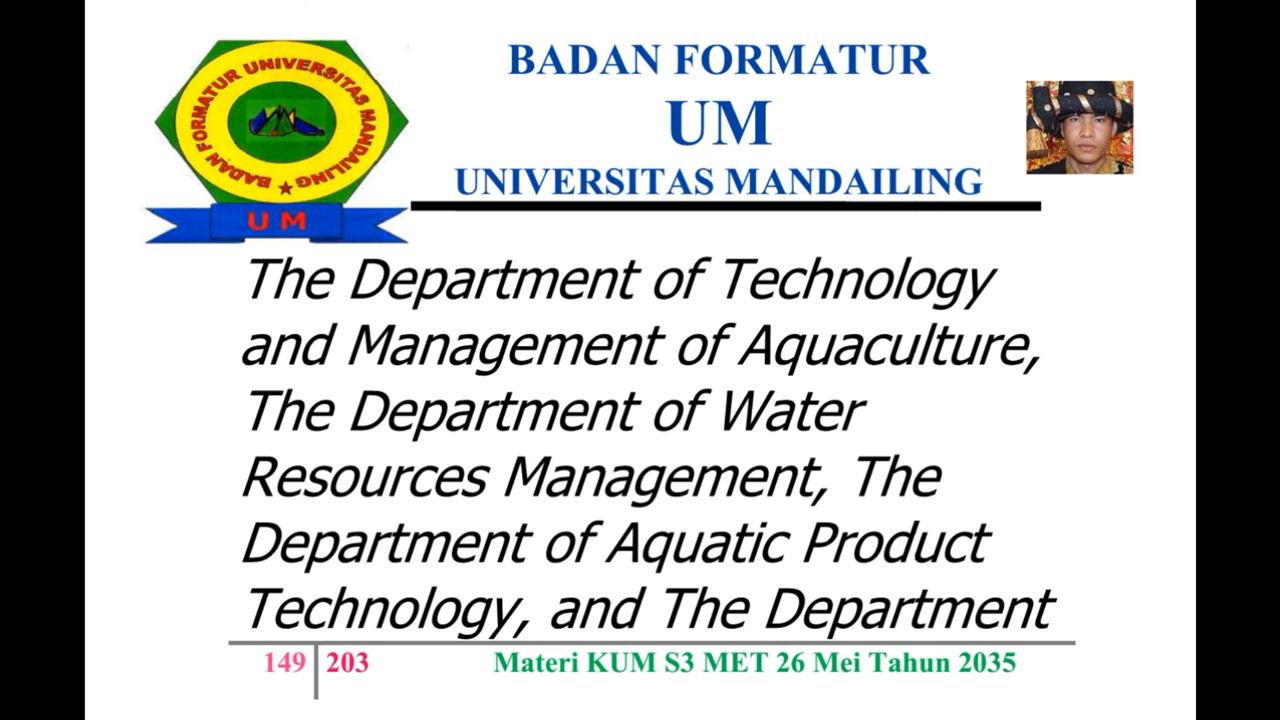 BADAN FORMATUR UNIVERSITAS MANDAILING
U M
BADAN FORMATUR
UM
UNIVERSITAS MANDAILING
The Department of Technology
and Management of Aquaculture,
The Department of Water
Resources Management, The
Department of Aquatic Product
Technology, and The Department
149 203 Materi KUM S3 MET 26 Mei Tahun 2035